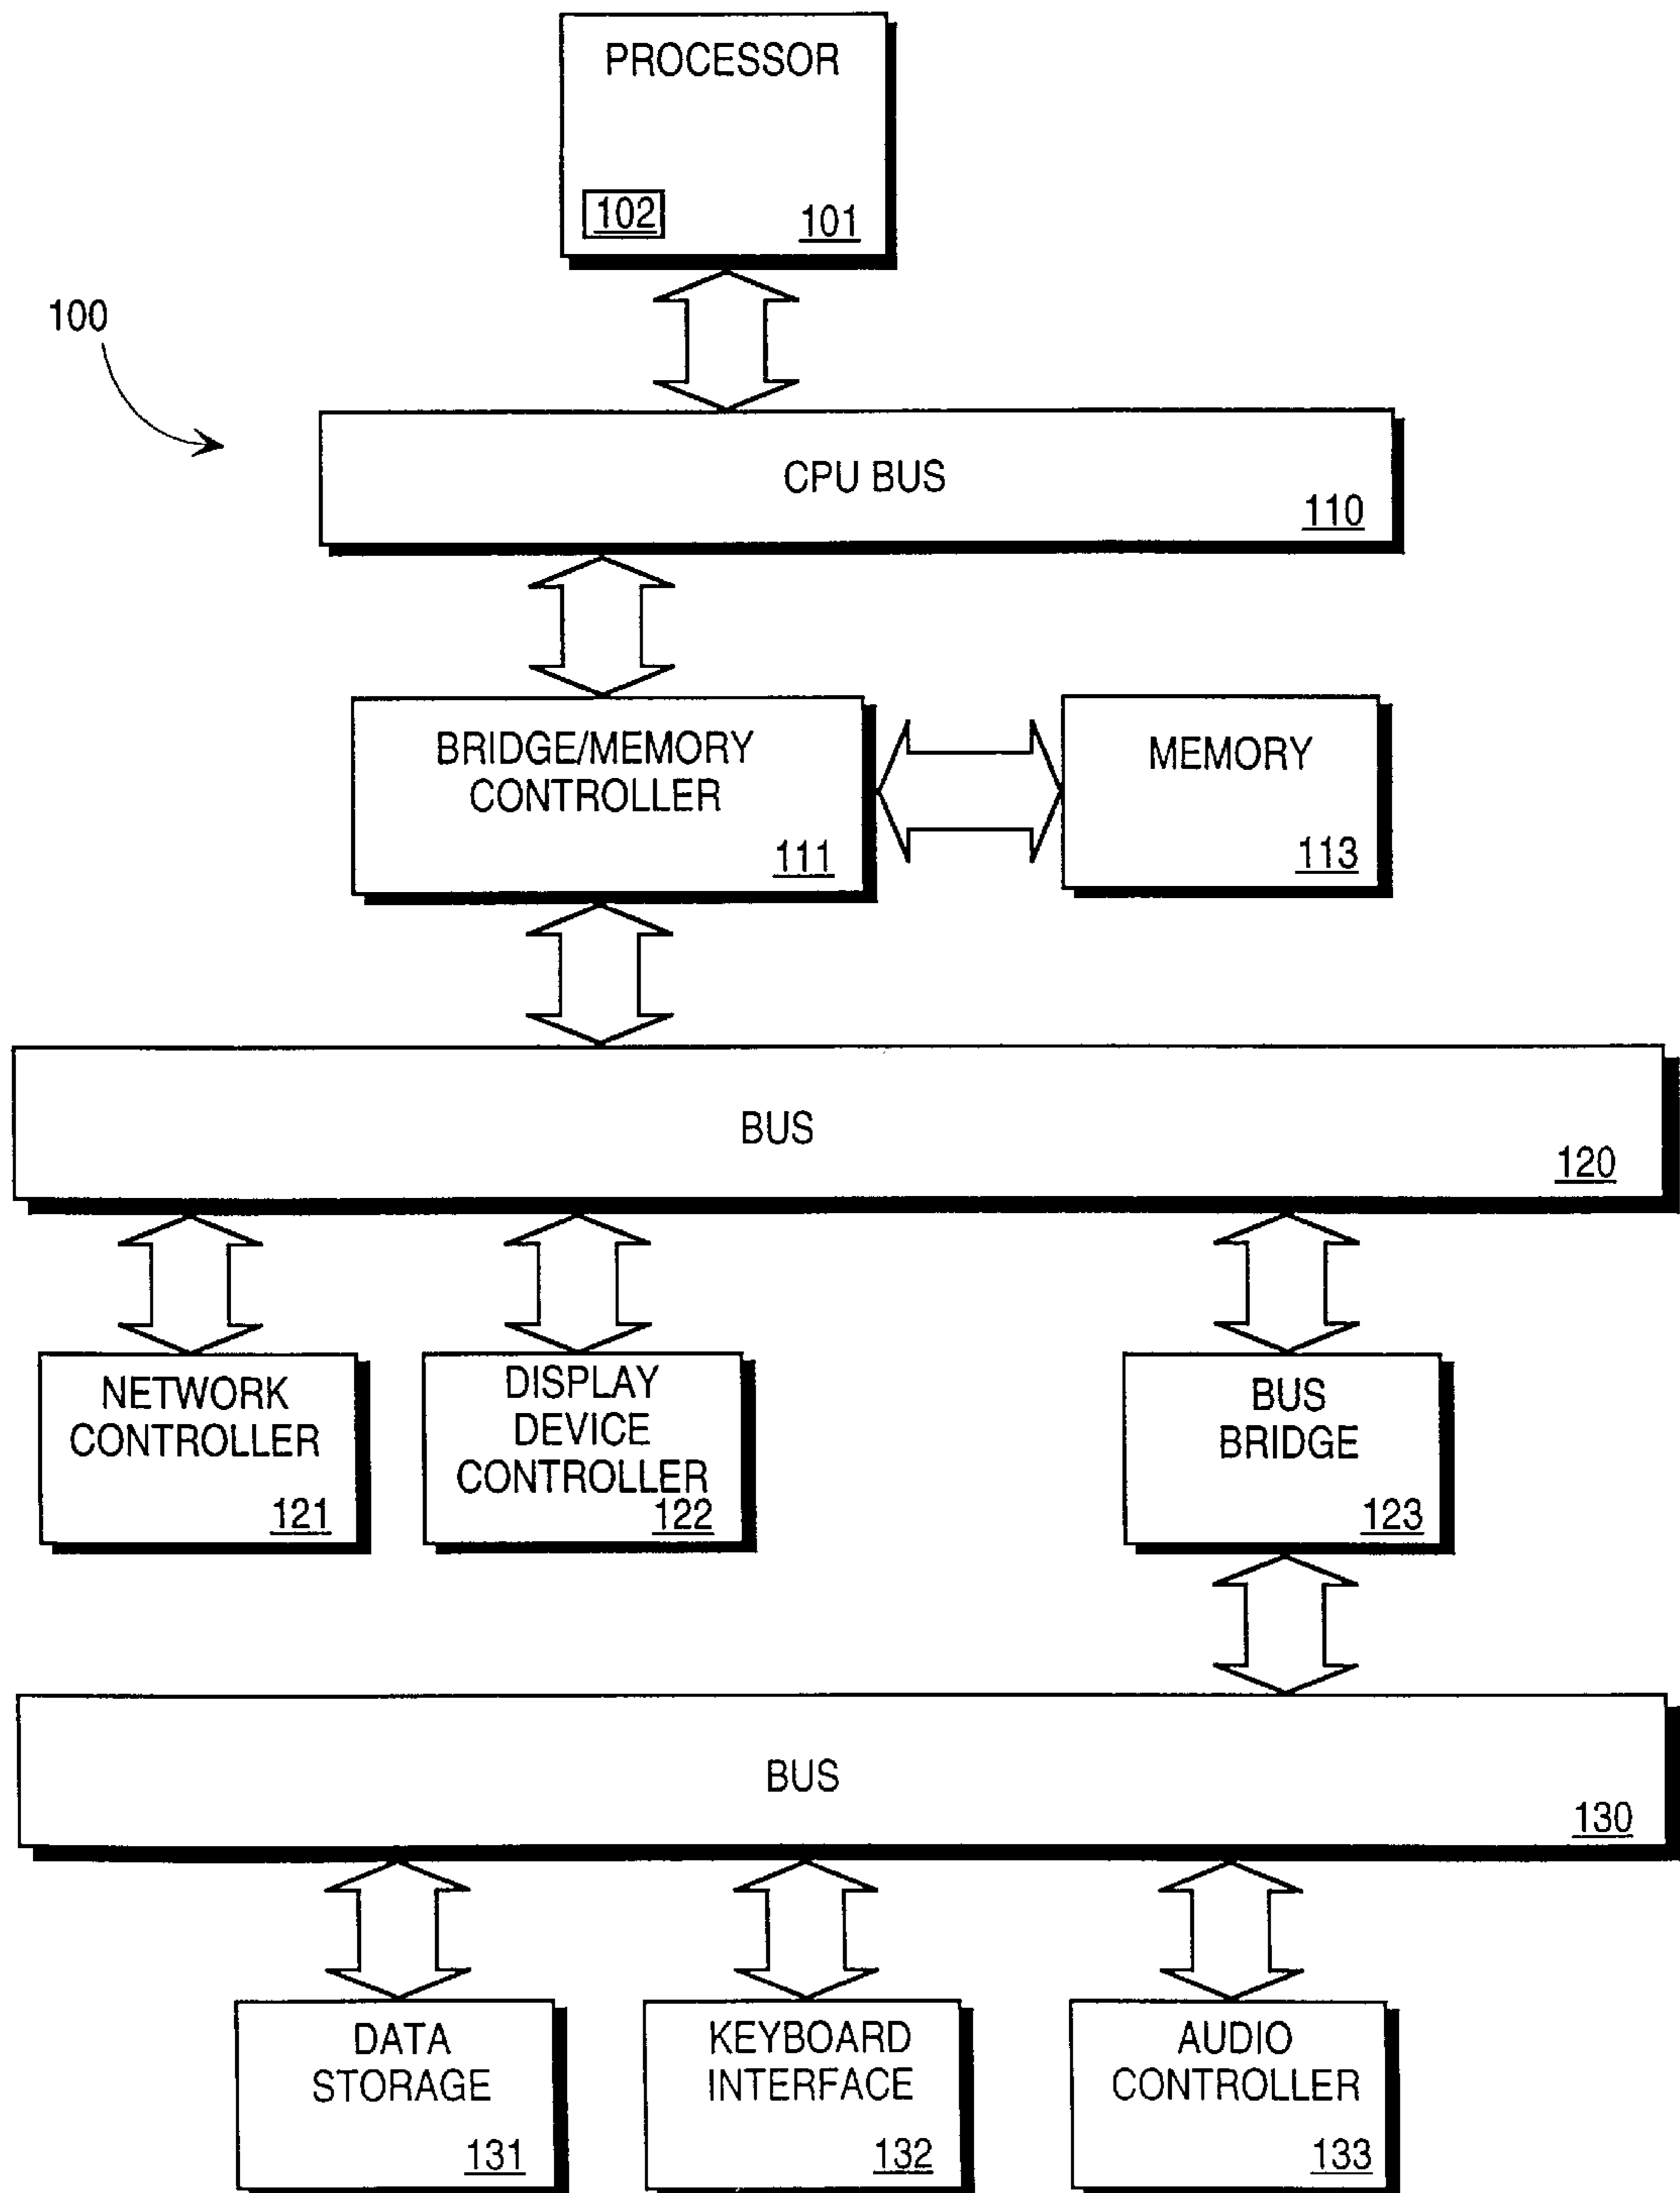 PROCESSOR
102
101
100
CPU BUS
110
BRIDGE/MEMORY
CONTROLLER
111
MEMORY
113
BUS
120
NETWORK
CONTROLLER
121
DISPLAY
DEVICE
CONTROLLER
122
BUS
BRIDGE
123
BUS
130
DATA
STORAGE
131
KEYBOARD
INTERFACE
132
AUDIO
CONTROLLER
133